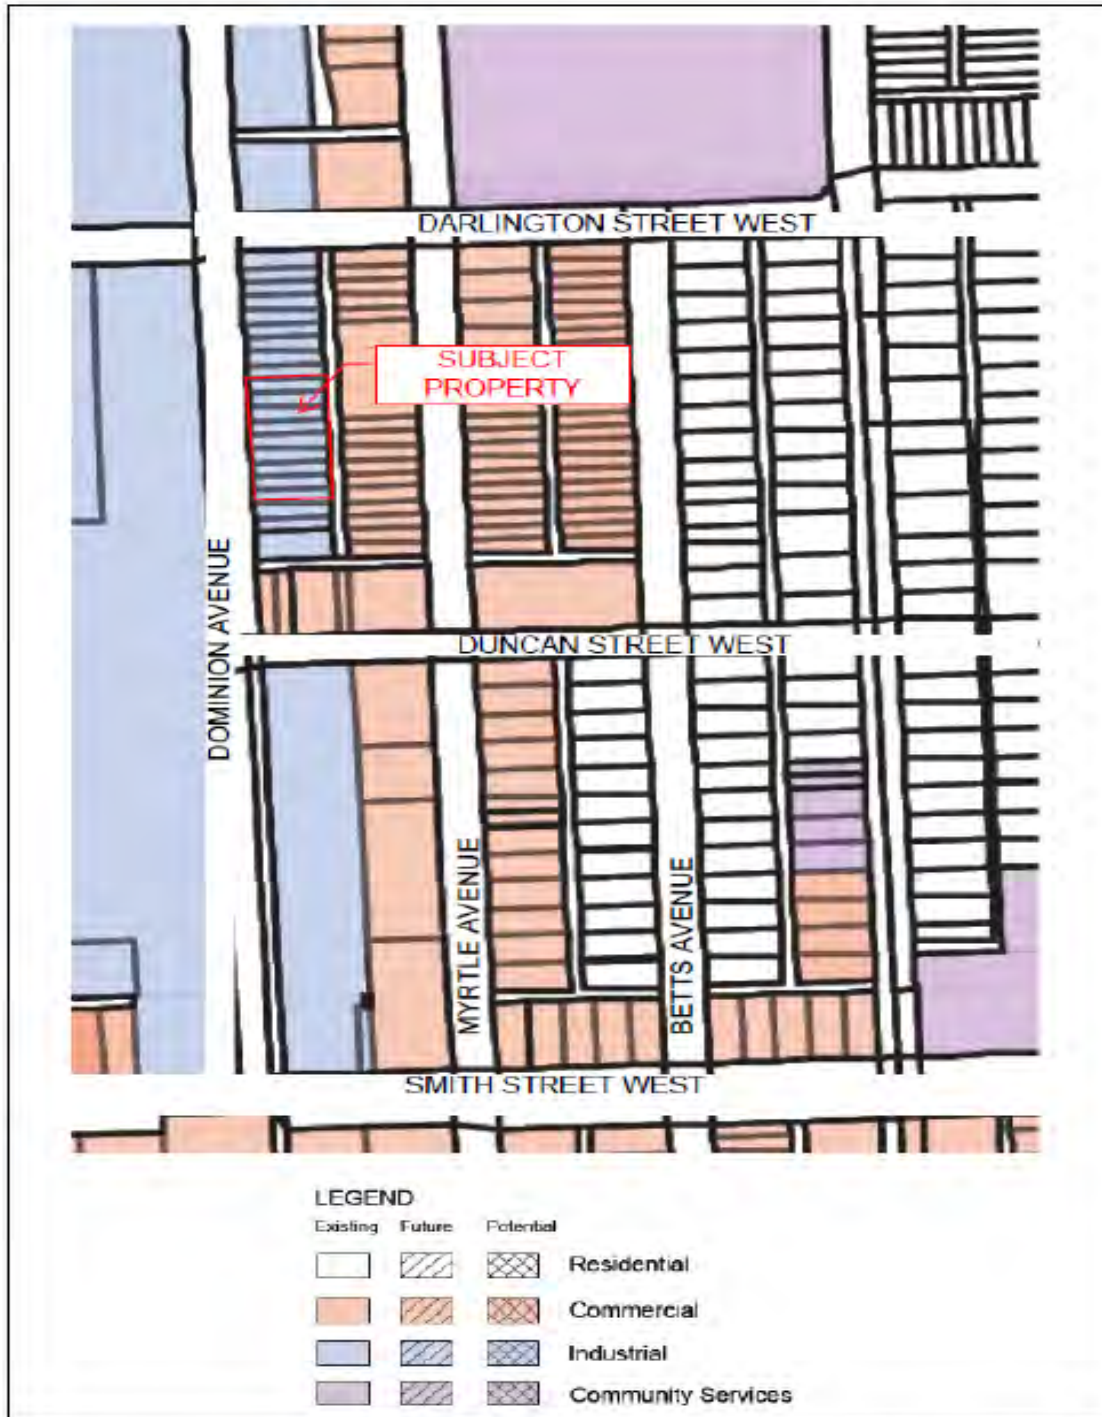 DARLINGTON STREET WEST
SUBJECT
PROPERTY
DOMINION AVENUE
DUNCAN STREET WEST
MYRTLE AVENUE
BETTS AVENUE
SMITH STREET WEST
LEGEND
Existing Future Potential
Residential
Commercial
Industrial
Community Services